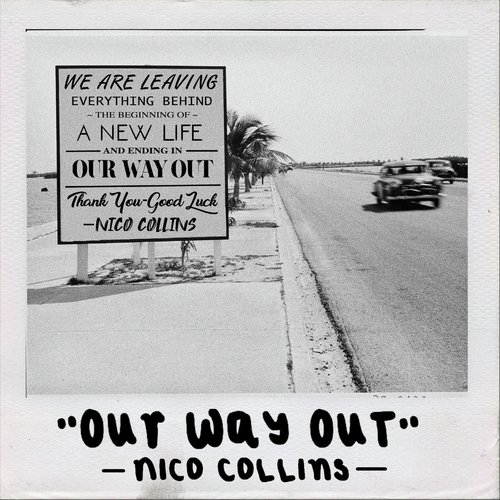 WE ARE LEAVING
EVERYTHING BEHIND
~ THE BEGINNING OF ~
A NEW LIFE
— AND ENDING IN —
OUR WAY OUT
Thank You-Good Luck
—NICO COLLINS
"OUR WAY OUT"
— NICO COLLINS —